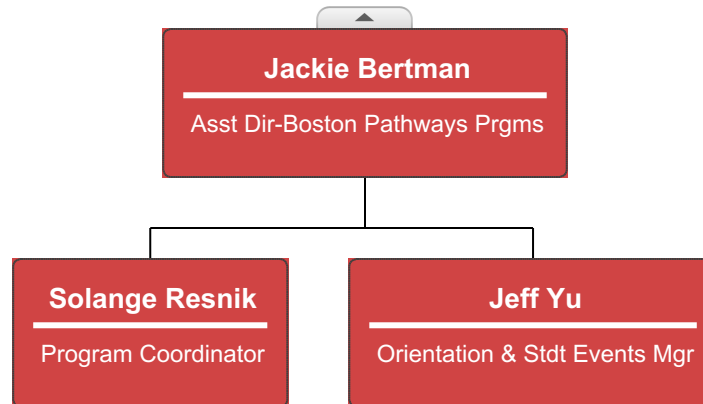 Jackie Bertman
Asst Dir-Boston Pathways Prgms
Solange Resnik
Program Coordinator
Jeff Yu
Orientation & Stdt Events Mgr